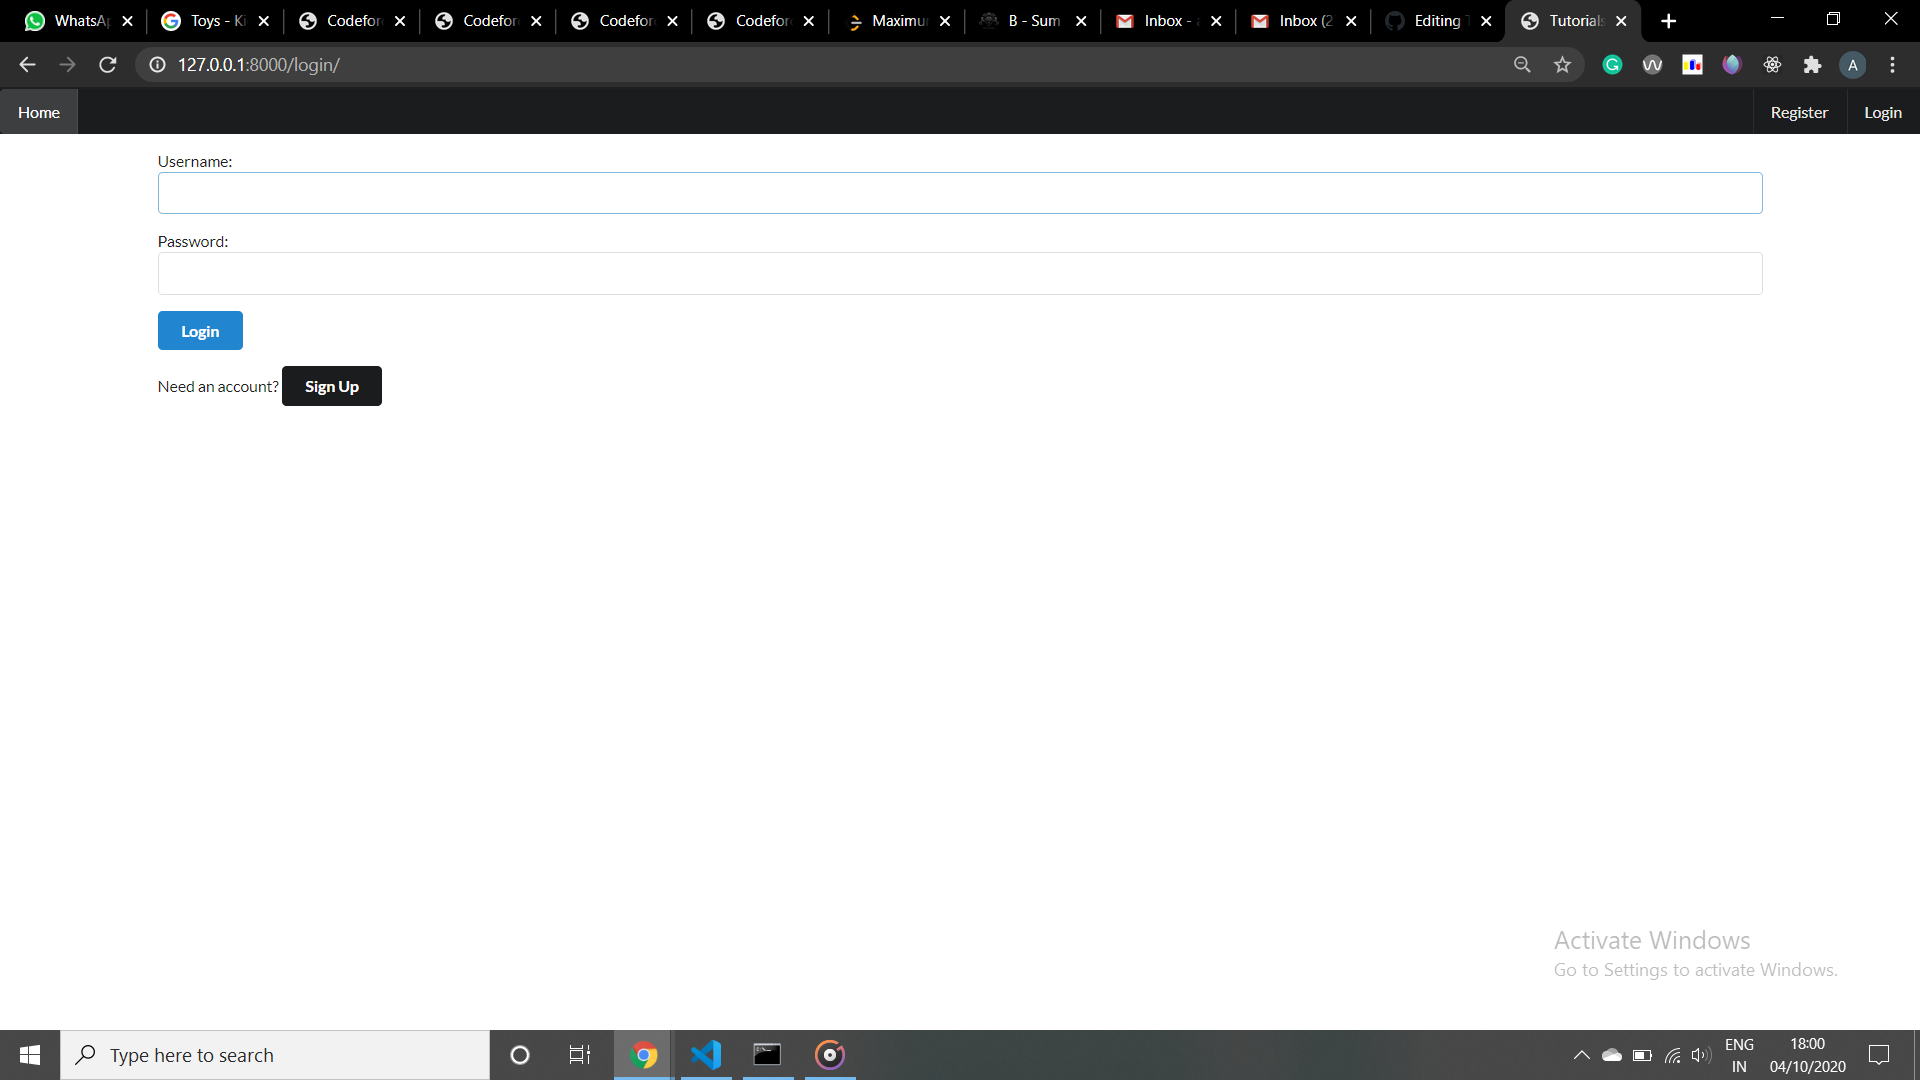 WhatsAp
Toys - Ki
Codefor
Codefor
Codefor
Codefor
Maximu
B - Sum
Inbox -
Inbox (2
Editing
Tutorials
127.0.0.1:8000/login/
A
Home
Register
Login
Username:
Password:
Login
Need an account? Sign Up
Activate Windows
Go to Settings to activate Windows.
Type here to search
ENG
IN
18:00
04/10/2020